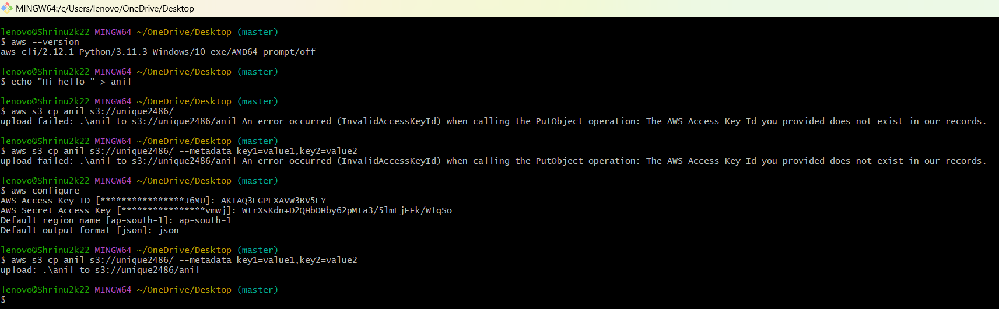 MINGW64:/c/Users/lenovo/OneDrive/Desktop
lenovo@Shrinu2k22 MINGW64 ~/OneDrive/Desktop (master)
$ aws --version
aws-cli/2.12.1 Python/3.11.3 Windows/10 exe/AMD64 prompt/off
lenovo@Shrinu2k22 MINGW64 ~/OneDrive/Desktop (master)
$ echo "Hi hello " > anil
lenovo@Shrinu2k22 MINGW64 ~/OneDrive/Desktop (master)
$ aws s3 cp anil s3://unique2486/
upload failed: .\anil to s3://unique2486/anil An error occurred (InvalidAccessKeyId) when calling the PutObject operation: The AWS Access Key Id you provided does not exist in our records.
lenovo@Shrinu2k22 MINGW64 ~/OneDrive/Desktop (master)
$ aws s3 cp anil s3://unique2486/ --metadata key1=value1,key2=value2
upload failed: .\anil to s3://unique2486/anil An error occurred (InvalidAccessKeyId) when calling the PutObject operation: The AWS Access Key Id you provided does not exist in our records.
lenovo@Shrinu2k22 MINGW64 ~/OneDrive/Desktop (master)
$ aws configure
AWS Access Key ID [****************J6MU]: AKIAQ3EGPFXAVW3BV5EY
AWS Secret Access Key [****************vmwj]: 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
Default region name [ap-south-1]: ap-south-1
Default output format [json]: json
lenovo@Shrinu2k22 MINGW64 ~/OneDrive/Desktop (master)
$ aws s3 cp anil s3://unique2486/ --metadata key1=value1,key2=value2
upload: .\anil to s3://unique2486/anil
lenovo@Shrinu2k22 MINGW64 ~/OneDrive/Desktop (master)
$